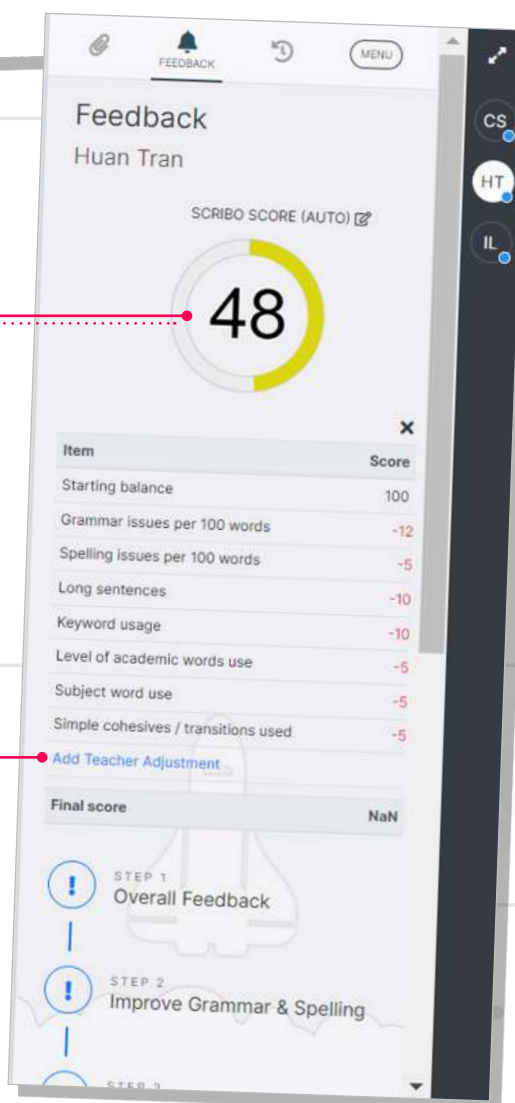 FEEDBACK
MENU
Feedback
Huan Tran
CS
HT
IL
SCRIBO SCORE (AUTO)
48
Item Score
Starting balance 100
Grammar issues per 100 words -12
Spelling issues per 100 words -5
Long sentences -10
Keyword usage -10
Level of academic words use -5
Subject word use -5
Simple cohesives / transitions used -5
Add Teacher Adjustment
Final score NaN
STEP 1
Overall Feedback
STEP 2
Improve Grammar & Spelling
STEP 3